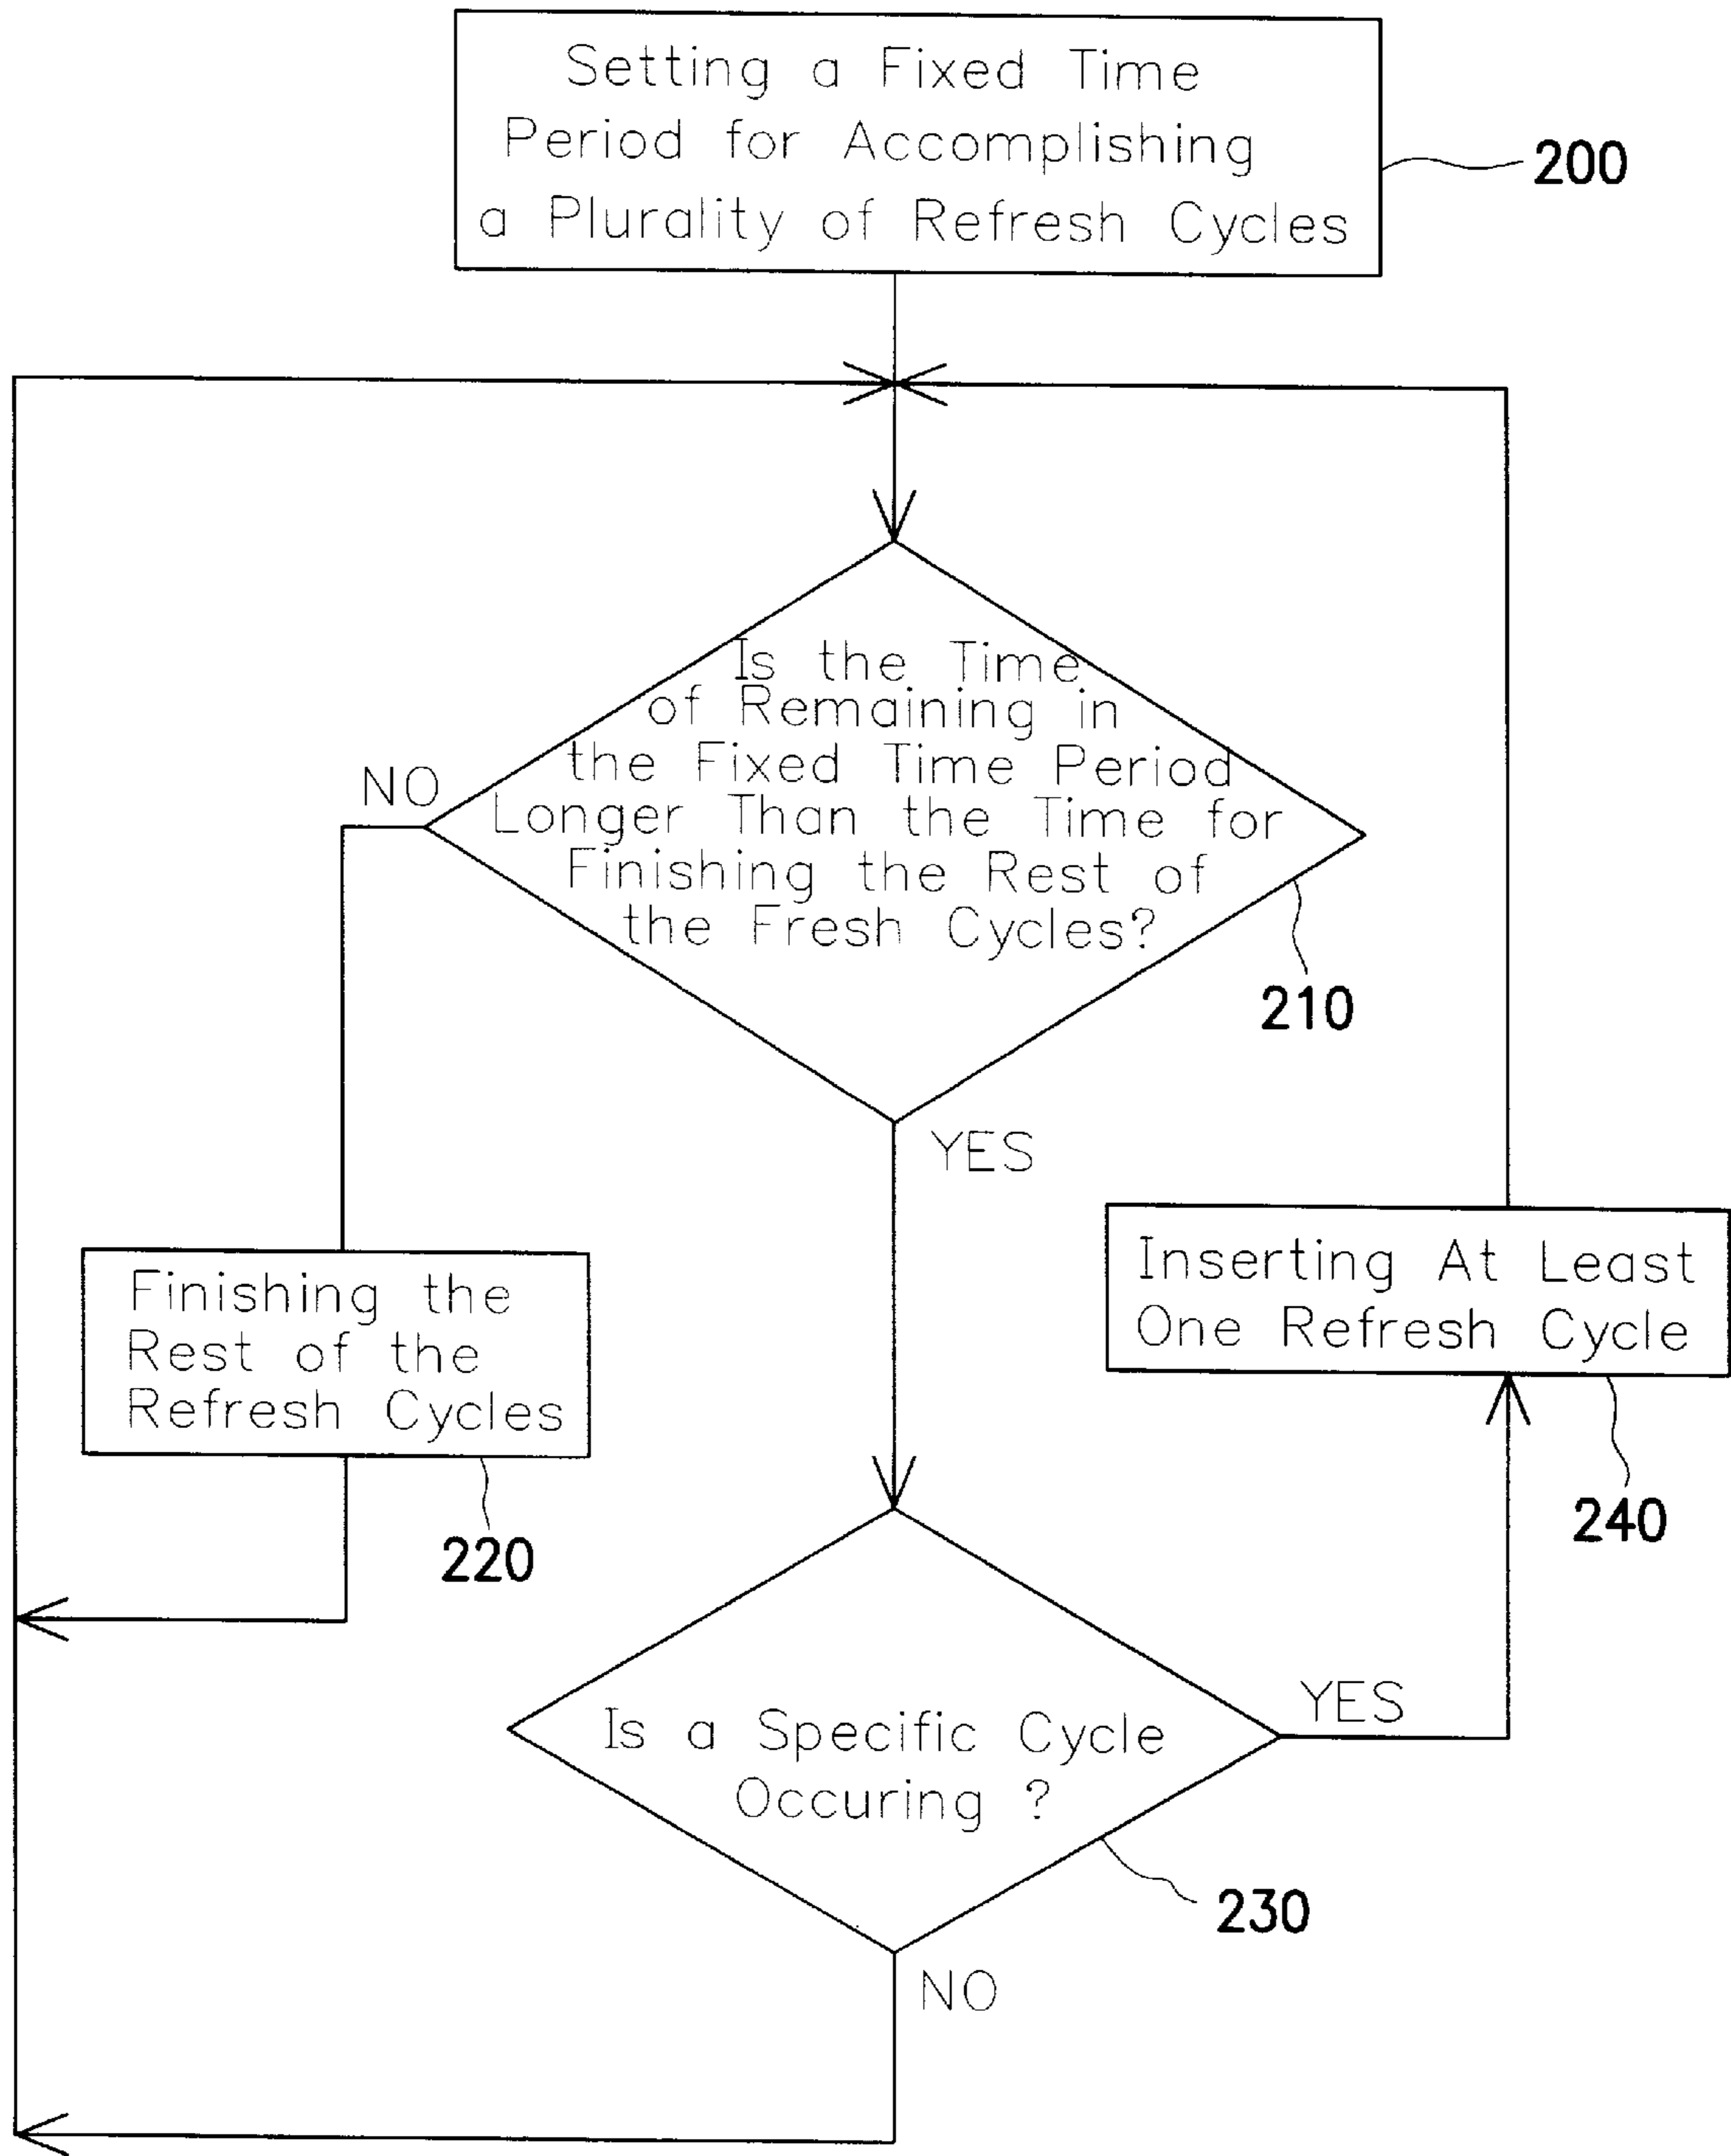 Setting a Fixed Time
Period for Accomplishing
a Plurality of Refresh Cycles
200
Is the Time
of Remaining in
the Fixed Time Period
Longer Than the Time for
Finishing the Rest of
the Fresh Cycles?
NO
210
YES
Finishing the
Rest of the
Refresh Cycles
220
Inserting At Least
One Refresh Cycle
240
Is a Specific Cycle
Occuring ?
YES
230
NO